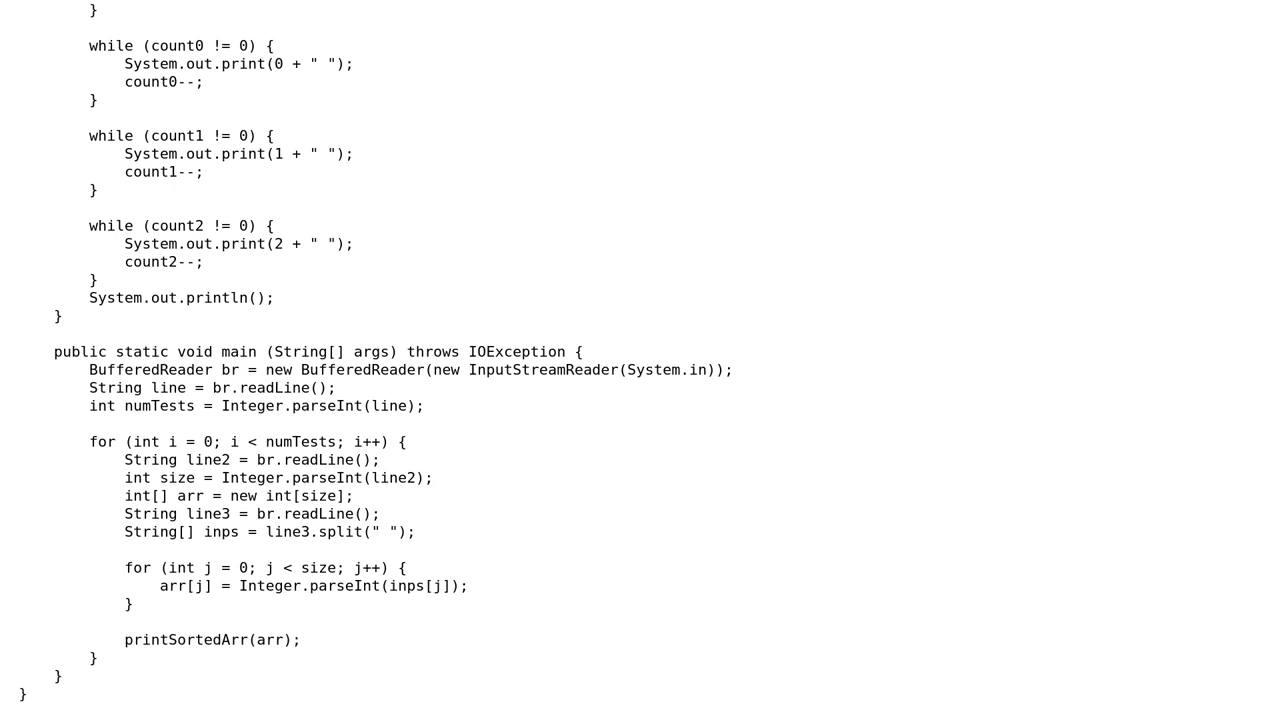 }

        while (count0 != 0) {
            System.out.print(0 + " ");
            count0--;
        }

        while (count1 != 0) {
            System.out.print(1 + " ");
            count1--;
        }

        while (count2 != 0) {
            System.out.print(2 + " ");
            count2--;
        }
        System.out.println();
    }

    public static void main (String[] args) throws IOException {
        BufferedReader br = new BufferedReader(new InputStreamReader(System.in));
        String line = br.readLine();
        int numTests = Integer.parseInt(line);

        for (int i = 0; i < numTests; i++) {
            String line2 = br.readLine();
            int size = Integer.parseInt(line2);
            int[] arr = new int[size];
            String line3 = br.readLine();
            String[] inps = line3.split(" ");

            for (int j = 0; j < size; j++) {
                arr[j] = Integer.parseInt(inps[j]);
            }

            printSortedArr(arr);
        }
    }
}